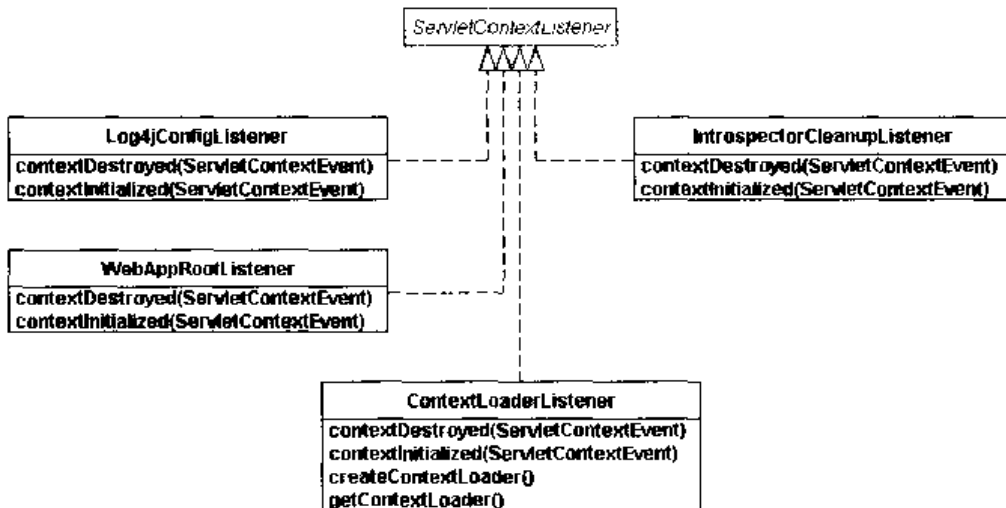 ServletContextListener
Log4jConfigListener
contextDestroyed(ServletContextEvent)
contextInitialized(ServletContextEvent)
IntrospectorCleanupListener
contextDestroyed(ServletContextEvent)
contextInitialized(ServletContextEvent)
WebAppRootListener
contextDestroyed(ServletContextEvent)
contextInitialized(ServletContextEvent)
ContextLoaderListener
contextDestroyed(ServletContextEvent)
contextInitialized(ServletContextEvent)
createContextLoader()
getContextLoader()